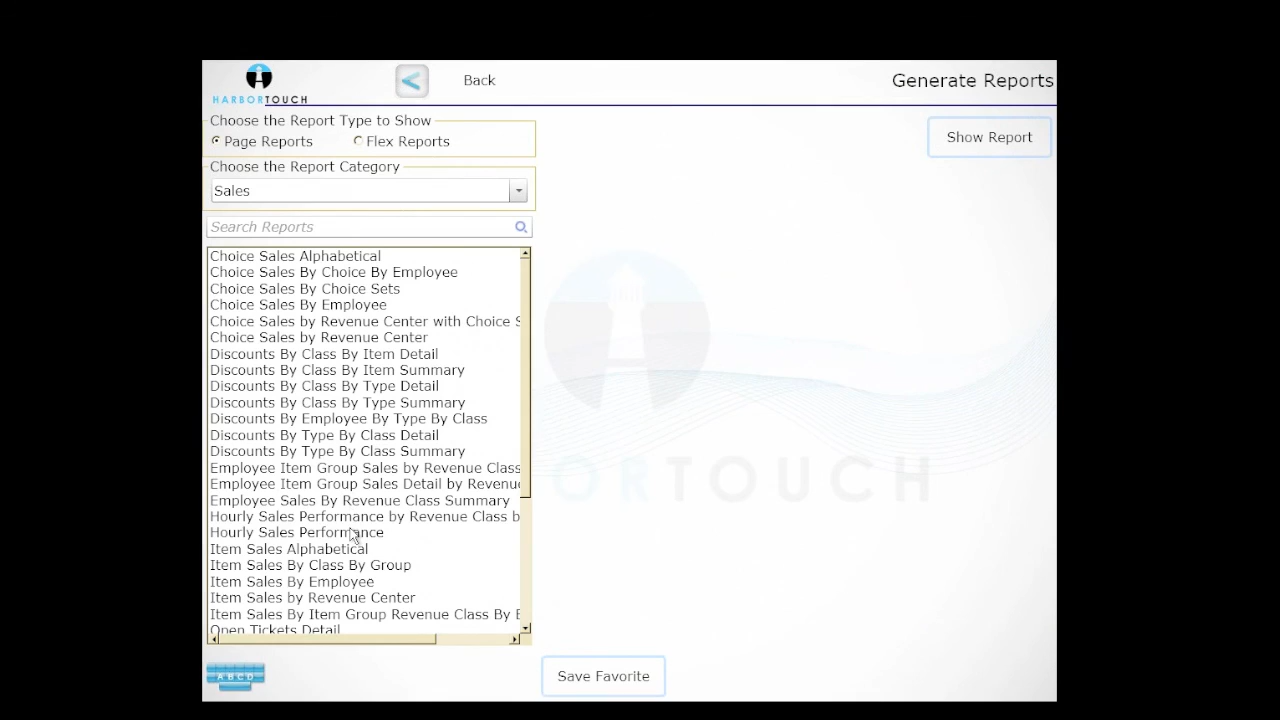 HARBORTOUCH
Back
Generate Reports
Choose the Report Type to Show
Page Reports
Flex Reports
Show Report
Choose the Report Category
Sales
Search Reports
Choice Sales Alphabetical
Choice Sales By Choice By Employee
Choice Sales By Choice Sets
Choice Sales By Employee
Choice Sales by Revenue Center with Choice S
Choice Sales by Revenue Center
Discounts By Class By Item Detail
Discounts By Class By Item Summary
Discounts By Class By Type Detail
Discounts By Class By Type Summary
Discounts By Employee By Type By Class
Discounts By Type By Class Detail
Discounts By Type By Class Summary
Employee Item Group Sales by Revenue Class
Employee Item Group Sales Detail by Revenue
Employee Sales By Revenue Class Summary
Hourly Sales Performance by Revenue Class b
Hourly Sales Performance
Item Sales Alphabetical
Item Sales By Class By Group
Item Sales By Employee
Item Sales by Revenue Center
Item Sales By Item Group Revenue Class By E
Open Tickets Detail
ORTOUCH
ABCD
Save Favorite